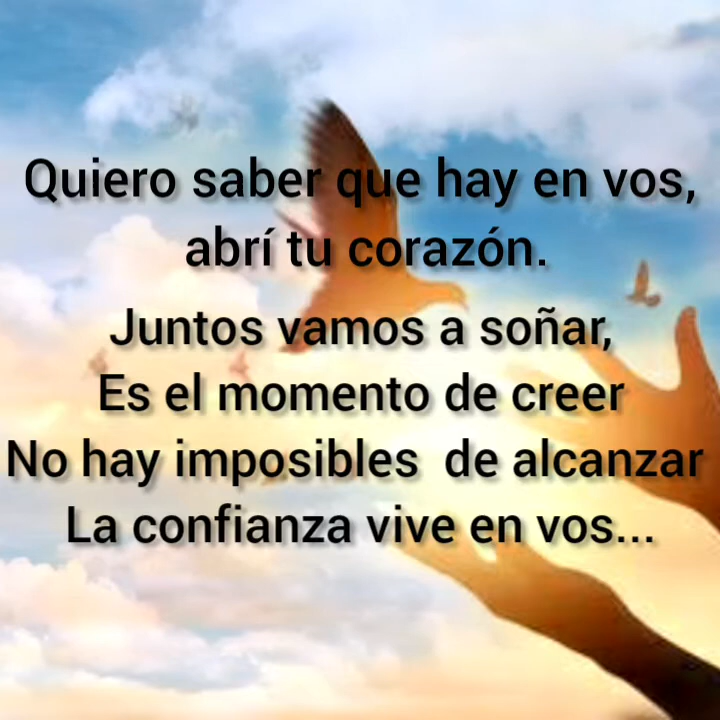 Quiero saber que hay en vos,
abrí tu corazón.
Juntos vamos a soñar,
Es el momento de creer
No hay imposibles de alcanzar
La confianza vive en vos...